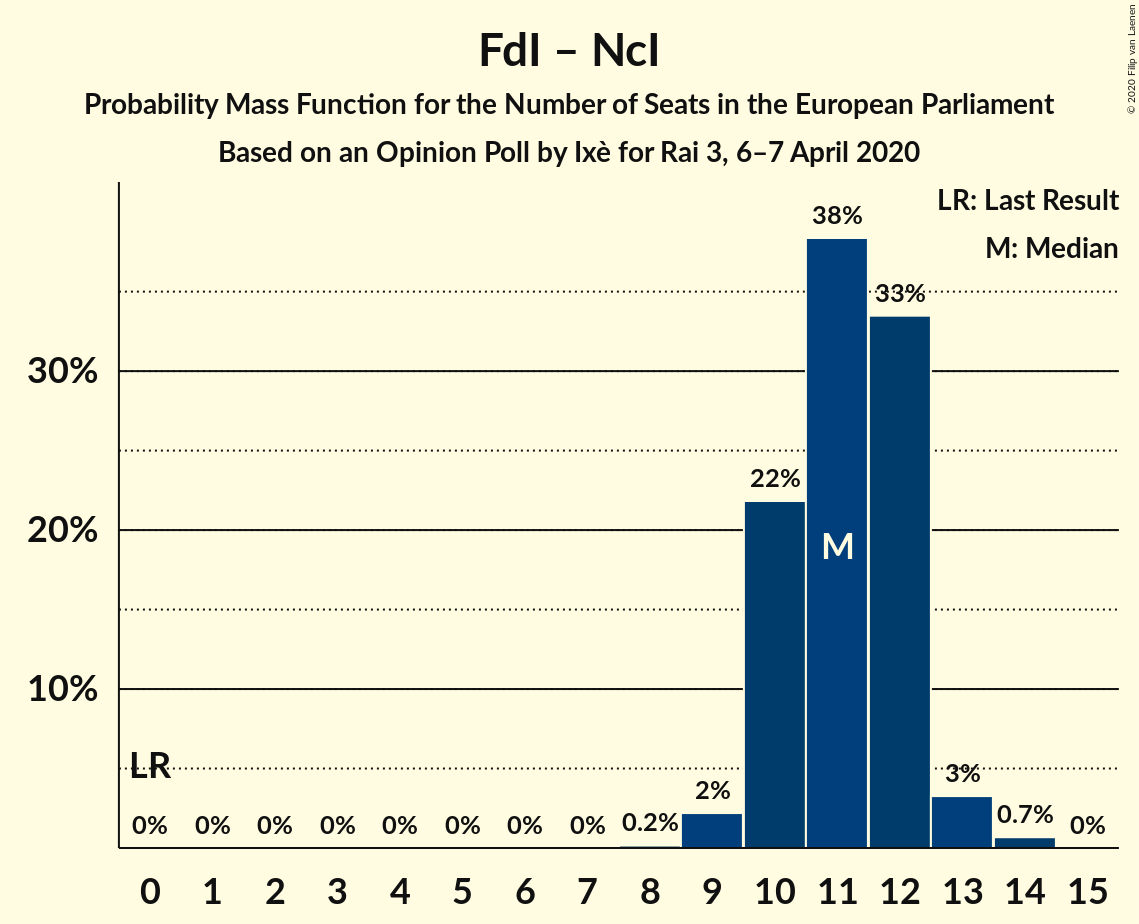 FdI – NcI
Probability Mass Function for the Number of Seats in the European Parliament
Based on an Opinion Poll by Ixè for Rai 3, 6–7 April 2020
© 2020 Filip van Laenen
LR: Last Result
M: Median
38%
33%
30%
22%
20%
M
10%
LR
3%
2%
0% 0% 0% 0% 0% 0% 0% 0% 0.2% 0.7% 0%
0 1 2 3 4 5 6 7 8 9 10 11 12 13 14 15